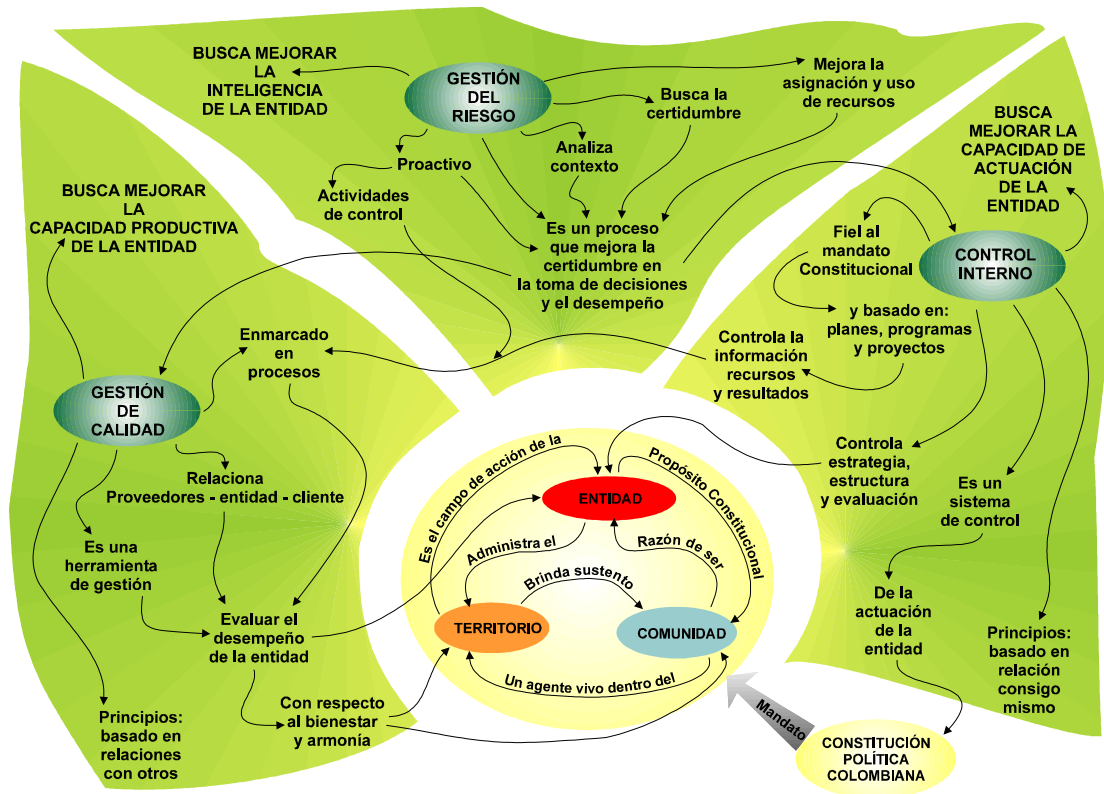 BUSCA MEJORAR
LA
INTELIGENCIA
DE LA ENTIDAD
GESTIÓN
DEL
RIESGO
Mejora la
asignación y uso
de recursos
Busca la
certidumbre
Analiza
contexto
Proactivo
Actividades
de control
Es un proceso
que mejora la
certidumbre en
la toma de decisiones
y el desempeño
BUSCA
MEJORAR LA
CAPACIDAD DE
ACTUACIÓN
DE LA
ENTIDAD
Fiel al
mandato
Constitucional
CONTROL
INTERNO
y basado en:
planes, programas
y proyectos
Controla la
información
recursos
y resultados
Controla
estrategia,
estructura
y evaluación
Es un
sistema
de control
De la
actuación
de la
entidad
Principios:
basado en
relación
consigo
mismo
BUSCA MEJORAR
LA
CAPACIDAD PRODUCTIVA
DE LA ENTIDAD
Enmarcado
en
procesos
GESTIÓN
DE
CALIDAD
Relaciona
Proveedores - entidad - cliente
Es una
herramienta
de gestión
Evaluar el
desempeño
de la entidad
Con respecto
al bienestar
y armonía
Principios:
basado en
relaciones
con otros
Es el campo de acción de la
Propósito Constitucional
ENTIDAD
Administra el
Razón de ser
Brinda sustento
TERRITORIO
COMUNIDAD
Un agente vivo dentro del
Mandato
CONSTITUCIÓN
POLÍTICA
COLOMBIANA